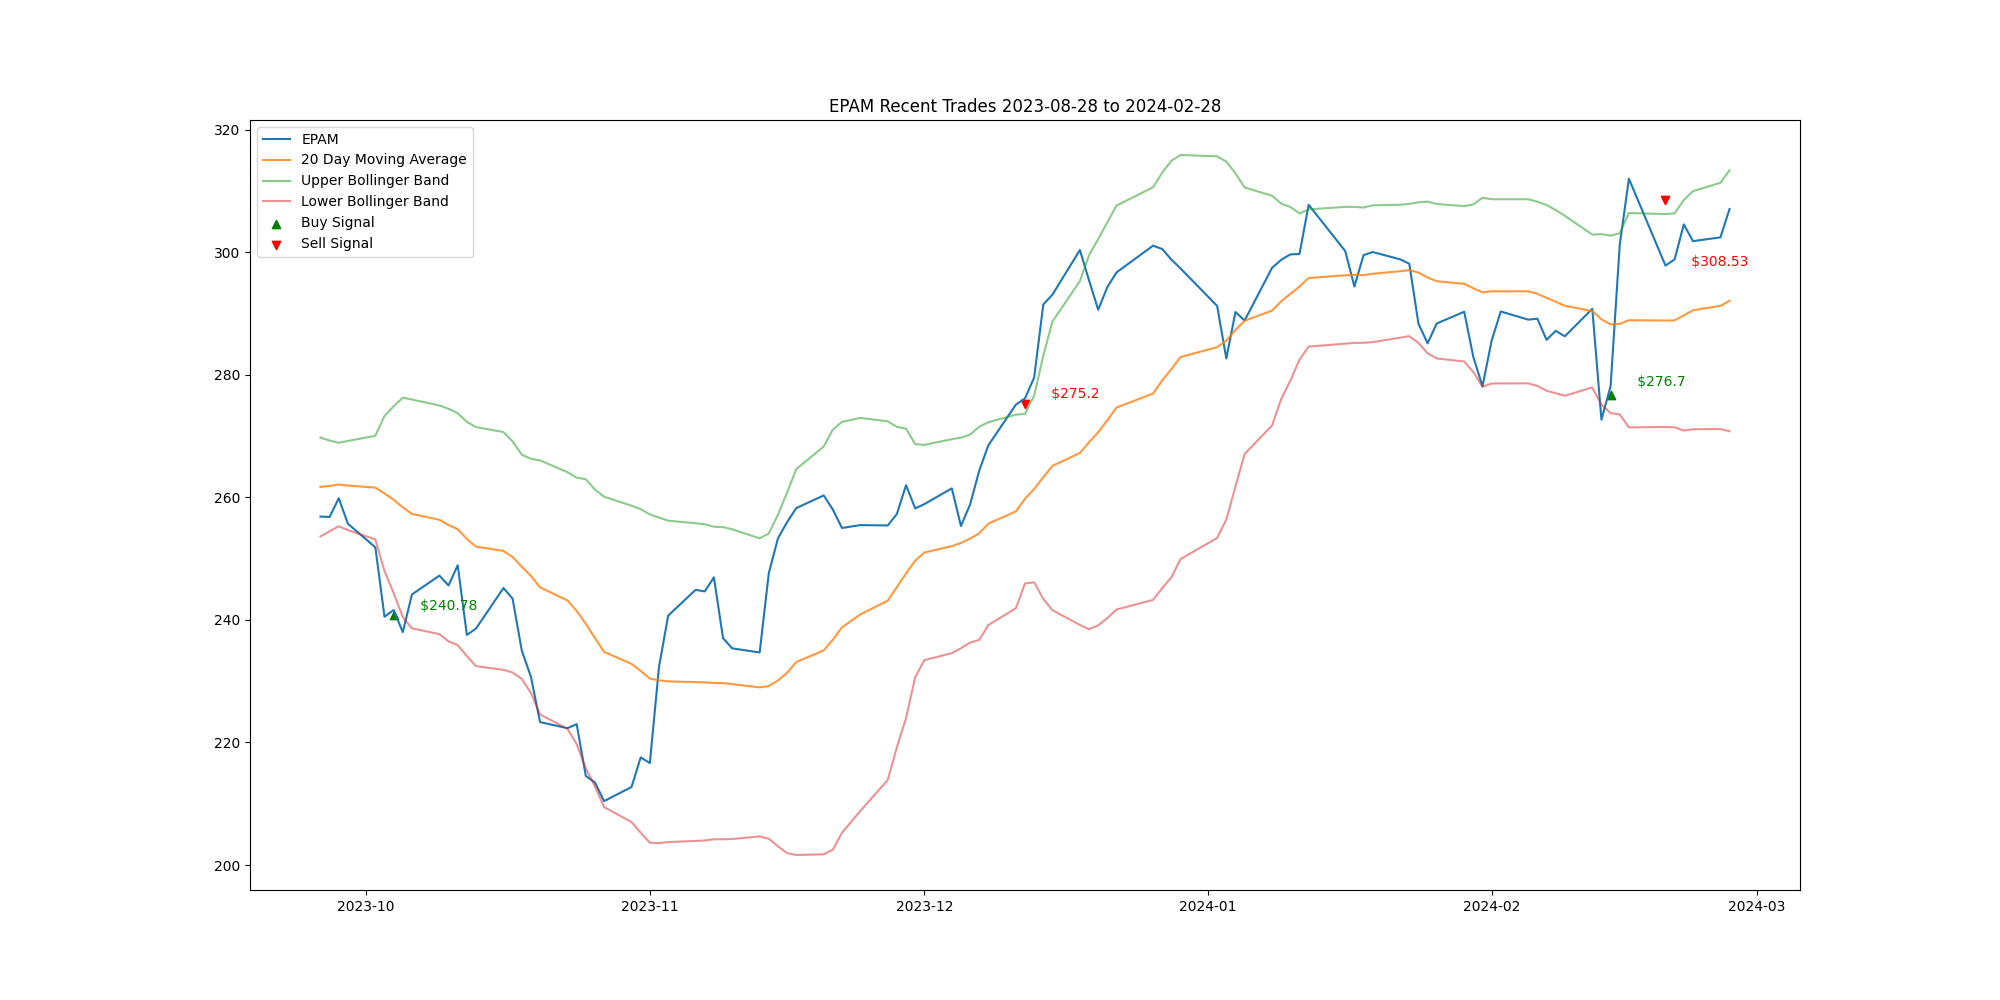 EPAM Recent Trades 2023-08-28 to 2024-02-28
EPAM
20 Day Moving Average
Upper Bollinger Band
Lower Bollinger Band
Buy Signal
Sell Signal
320
300
280
260
240
220
200
$240.78
$275.2
$276.7
$308.53
2023-10
2023-11
2023-12
2024-01
2024-02
2024-03